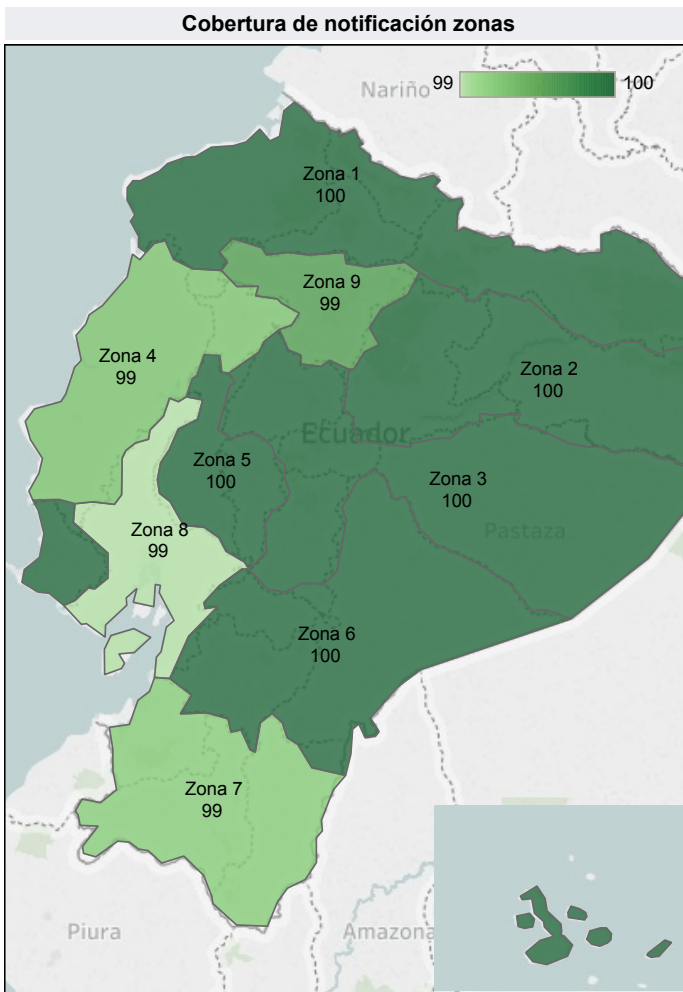 Cobertura de notificación zonas
99 100
Nariño
Zona 1
100
Zona 9
99
Zona 4
99
Zona 2
100
Ecuador
Zona 5
100
Zona 3
100
Pastaza
Zona 8
99
Zona 6
100
Zona 7
99
Piura
Amazona